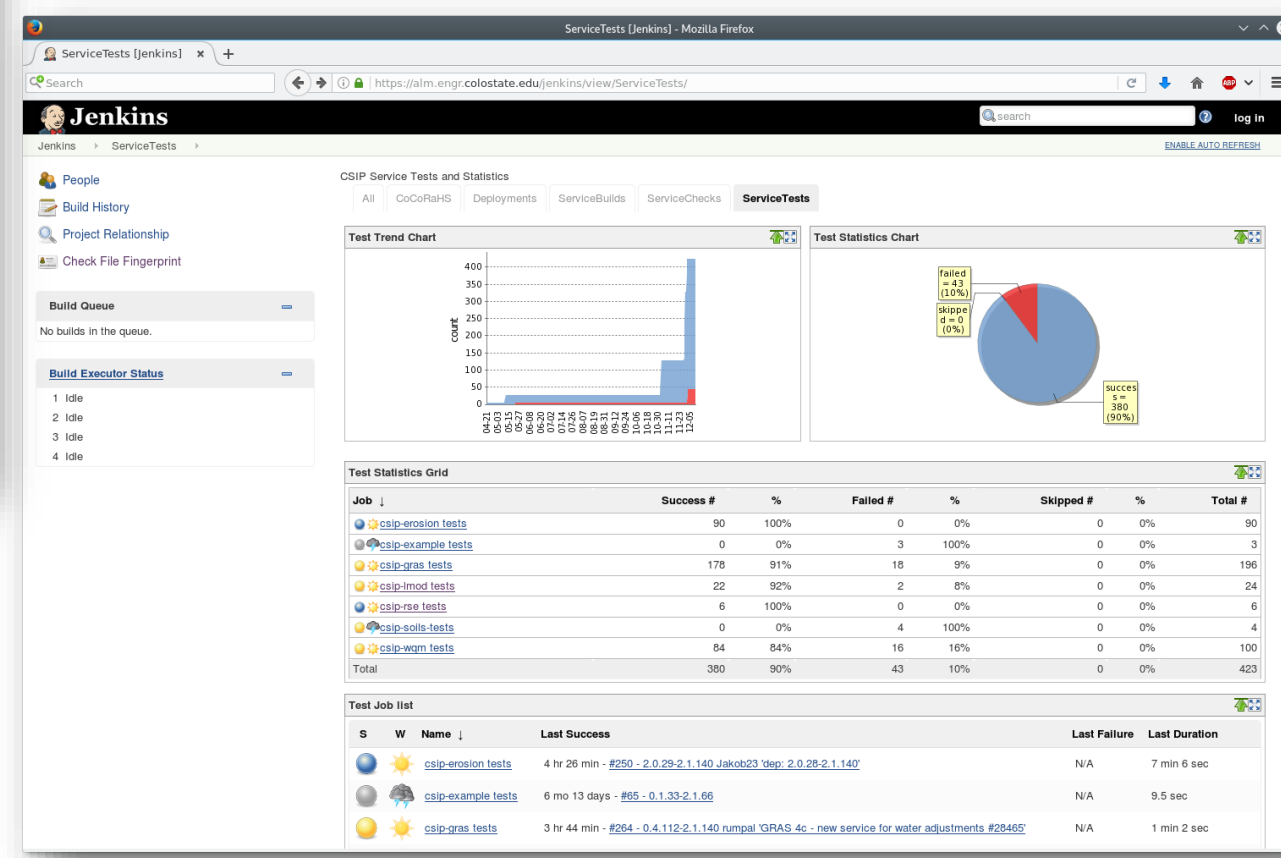 ServiceTests [Jenkins] - Mozilla Firefox
ServiceTests [Jenkins] × +
Search
https://alm.engr.colostate.edu/jenkins/view/ServiceTests/
ABP
Jenkins
search
log in
Jenkins ServiceTests
ENABLE AUTO REFRESH
People
Build History
Project Relationship
Check File Fingerprint
Build Queue
No builds in the queue.
Build Executor Status
1 Idle
2 Idle
3 Idle
4 Idle
CSIP Service Tests and Statistics
All CoCoRaHS Deployments ServiceBuilds ServiceChecks ServiceTests
Test Trend Chart
400
350
300
250
200
150
100
50
0
count
04-21 05-03 05-15 05-27 06-08 06-20 07-02 07-14 07-26 08-07 08-19 08-31 09-12 09-24 10-06 10-18 10-30 11-11 11-23 12-05
Test Statistics Chart
failed
= 43
(10%)
skippe
d = 0
(0%)
succes
s =
380
(90%)
Test Statistics Grid
Job ↓ Success # % Failed # % Skipped # % Total #
csip-erosion tests 90 100% 0 0% 0 0% 90
csip-example tests 0 0% 3 100% 0 0% 3
csip-gras tests 178 91% 18 9% 0 0% 196
csip-lmod tests 22 92% 2 8% 0 0% 24
csip-rse tests 6 100% 0 0% 0 0% 6
csip-soils-tests 0 0% 4 100% 0 0% 4
csip-wqm tests 84 84% 16 16% 0 0% 100
Total 380 90% 43 10% 0 0% 423
Test Job list
S W Name ↓ Last Success Last Failure Last Duration
csip-erosion tests 4 hr 26 min - #250 - 2.0.29-2.1.140 Jakob23 'dep: 2.0.28-2.1.140' N/A 7 min 6 sec
csip-example tests 6 mo 13 days - #65 - 0.1.33-2.1.66 N/A 9.5 sec
csip-gras tests 3 hr 44 min - #264 - 0.4.112-2.1.140 rumpal 'GRAS 4c - new service for water adjustments #28465' N/A 1 min 2 sec